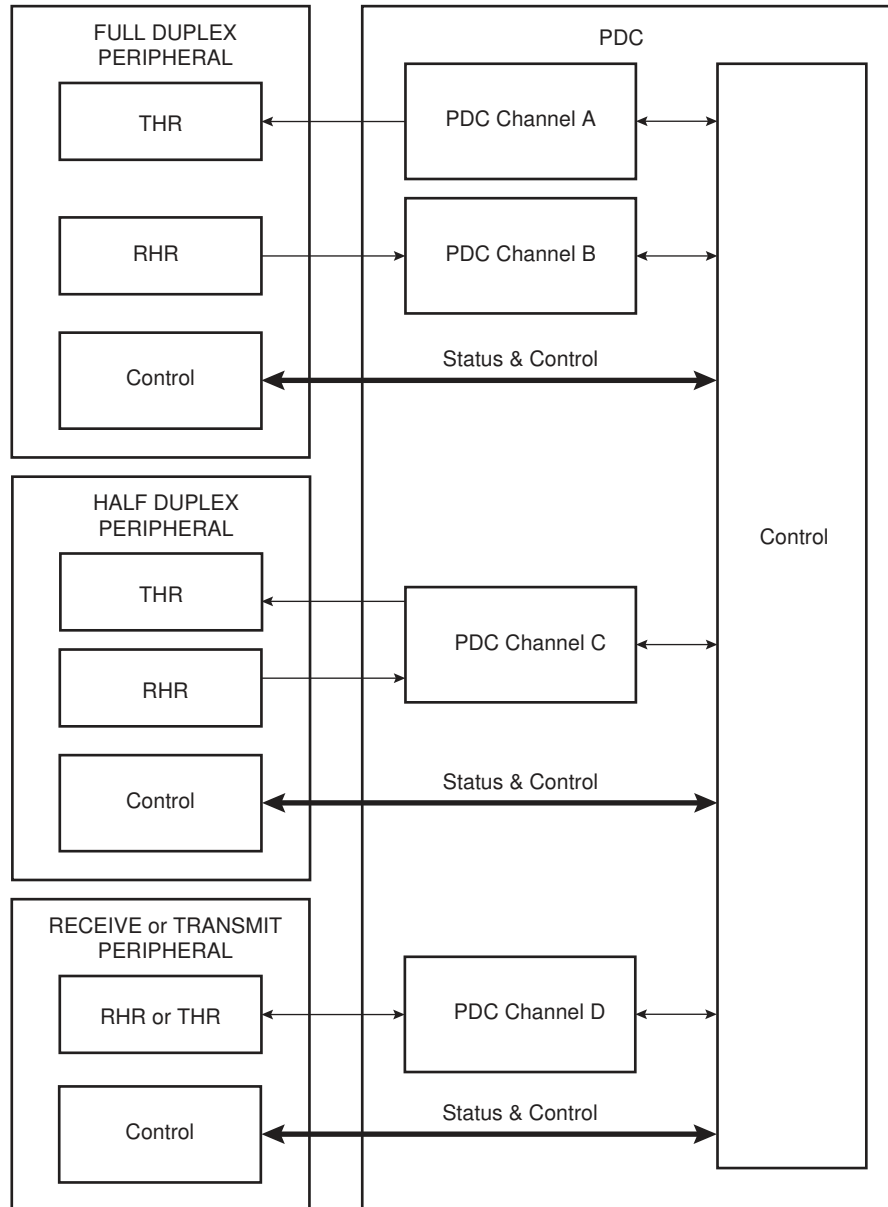 FULL DUPLEX
PERIPHERAL
THR
RHR
Control
PDC
PDC Channel A
PDC Channel B
Status & Control
HALF DUPLEX
PERIPHERAL
THR
RHR
Control
PDC Channel C
Status & Control
Control
RECEIVE or TRANSMIT
PERIPHERAL
RHR or THR
Control
PDC Channel D
Status & Control